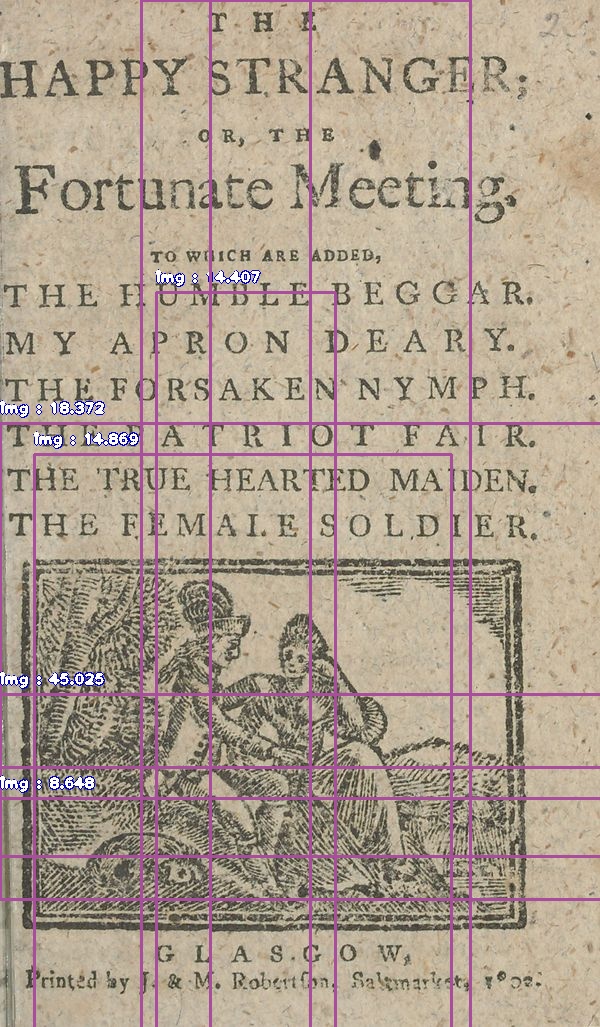 THE
HAPPY STRANGER;
OR, THE
Fortunate Meeting.
TO WHICH ARE ADDED,
THE HUMBLE BEGGAR.
MY APRON DEARY.
THE FORSAKEN NYMPH.
THE PATRIOT FAIR.
THE TRUE HEARTED MAIDEN.
THE FEMALE SOLDIER.
GLASGOW,
Printed by J. & M. Robertson, Saltmarket,
2
img : 14.407
img : 18.372
img : 14.869
img : 45.025
img : 8.648